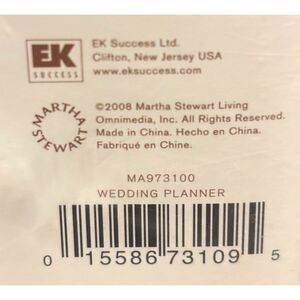 EK
SUCCESS
EK Success Ltd.
Clifton, New Jersey USA
www.eksuccess.com
MARTHA
STEWART
©2008 Martha Stewart Living
Omnimedia, Inc. All Rights Reserved.
Made in China. Hecho en China.
Fabriqué en Chine.
MA973100
WEDDING PLANNER
0 15586 73109 5